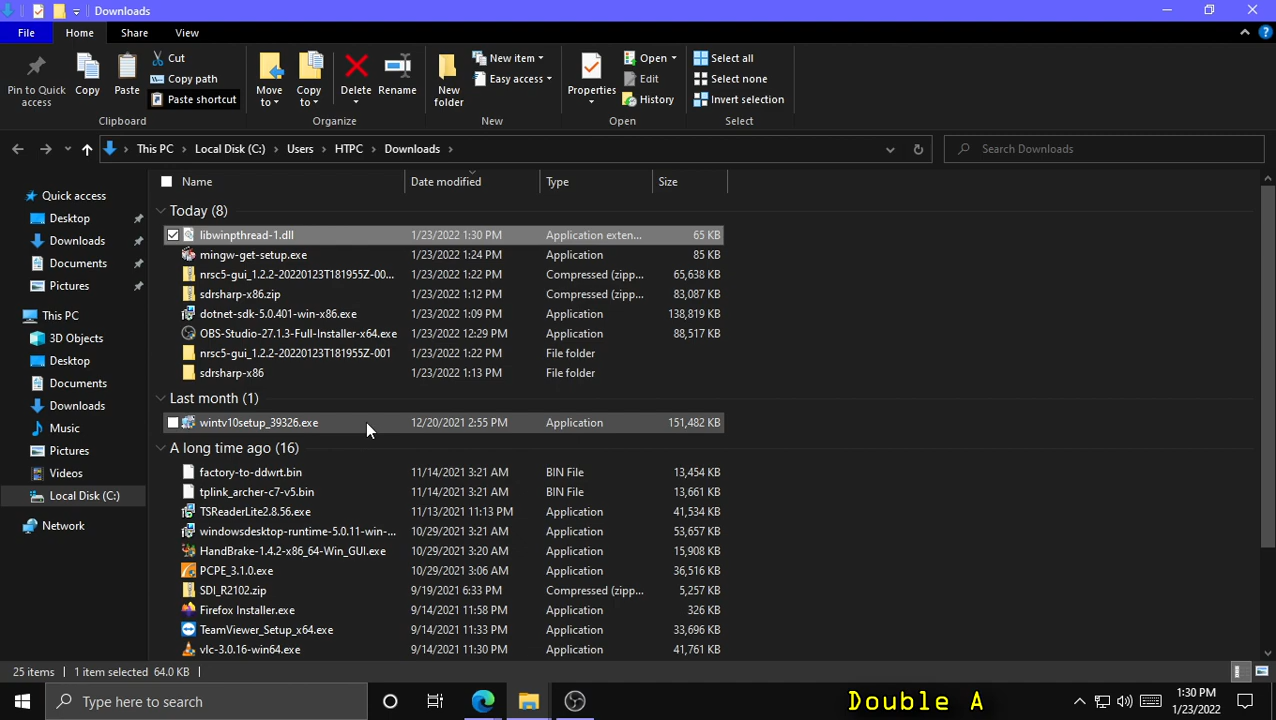 Downloads
File Home Share View
Pin to Quick access
Copy
Paste
Cut
Copy path
Paste shortcut
Clipboard
Move to
Copy to
Delete
Rename
Organize
New folder
New item
Easy access
New
Properties
Open
Edit
History
Open
Select all
Select none
Invert selection
Select
This PC Local Disk (C:) Users HTPC Downloads
Search Downloads
Quick access
Desktop
Downloads
Documents
Pictures
This PC
3D Objects
Desktop
Documents
Downloads
Music
Pictures
Videos
Local Disk (C:)
Network
Name Date modified Type Size
Today (8)
libwinpthread-1.dll 1/23/2022 1:30 PM Application exten... 65 KB
mingw-get-setup.exe 1/23/2022 1:24 PM Application 85 KB
nrsc5-gui_1.2.2-20220123T181955Z-00... 1/23/2022 1:22 PM Compressed (zipp... 65,638 KB
sdrsharp-x86.zip 1/23/2022 1:12 PM Compressed (zipp... 83,087 KB
dotnet-sdk-5.0.401-win-x86.exe 1/23/2022 1:09 PM Application 138,819 KB
OBS-Studio-27.1.3-Full-Installer-x64.exe 1/23/2022 12:29 PM Application 88,517 KB
nrsc5-gui_1.2.2-20220123T181955Z-001 1/23/2022 1:22 PM File folder
sdrsharp-x86 1/23/2022 1:13 PM File folder
Last month (1)
wintv10setup_39326.exe 12/20/2021 2:55 PM Application 151,482 KB
A long time ago (16)
factory-to-ddwrt.bin 11/14/2021 3:21 AM BIN File 13,454 KB
tplink_archer-c7-v5.bin 11/14/2021 3:21 AM BIN File 13,661 KB
TSReaderLite2.8.56.exe 11/13/2021 11:13 PM Application 41,534 KB
windowsdesktop-runtime-5.0.11-win-... 10/29/2021 3:21 AM Application 53,657 KB
HandBrake-1.4.2-x86_64-Win_GUI.exe 10/29/2021 3:20 AM Application 15,908 KB
PCPE_3.1.0.exe 10/29/2021 3:06 AM Application 36,516 KB
SDI_R2102.zip 9/19/2021 6:33 PM Compressed (zipp... 5,257 KB
Firefox Installer.exe 9/14/2021 11:58 PM Application 326 KB
TeamViewer_Setup_x64.exe 9/14/2021 11:33 PM Application 33,696 KB
vlc-3.0.16-win64.exe 9/14/2021 11:30 PM Application 41,761 KB
25 items 1 item selected 64.0 KB
Type here to search
Double A
1:30 PM
1/23/2022